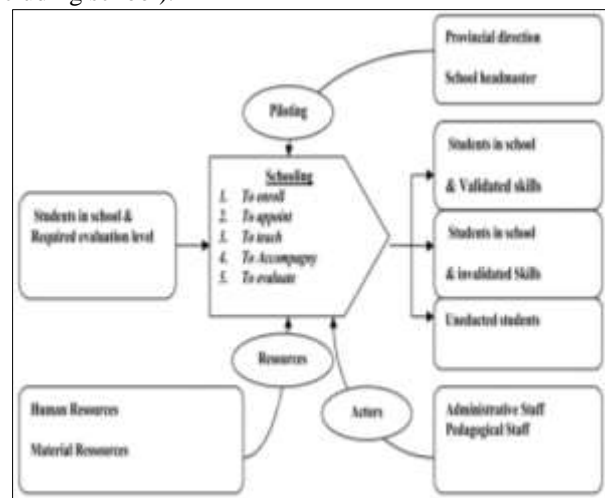 Provincial direction
School headmaster
Piloting
Schooling
1. To enroll
2. To appoint
3. To teach
4. To Accompagny
5. To evaluate
Students in school &
Required evaluation level
Students in school
& Validated skills
Students in school
& invalidated Skills
Uneducted students
Resources
Actors
Human Resources
Material Resources
Administrative Staff
Pedagogical Staff